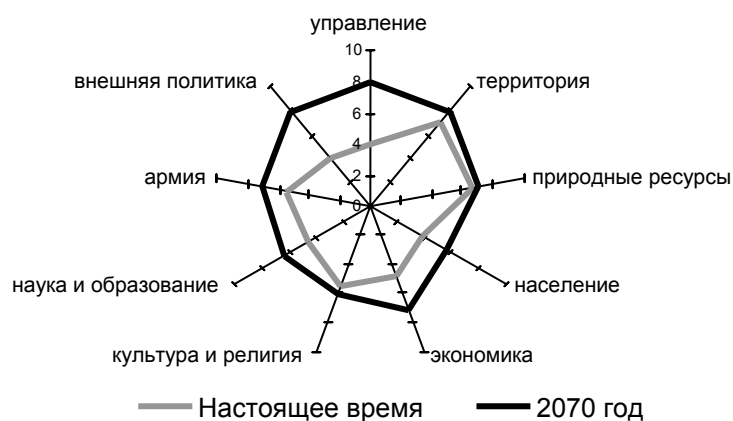 управление
10
8
6
4
2
0
внешняя политика
территория
армия
природные ресурсы
наука и образование
население
культура и религия
экономика
Настоящее время
2070 год